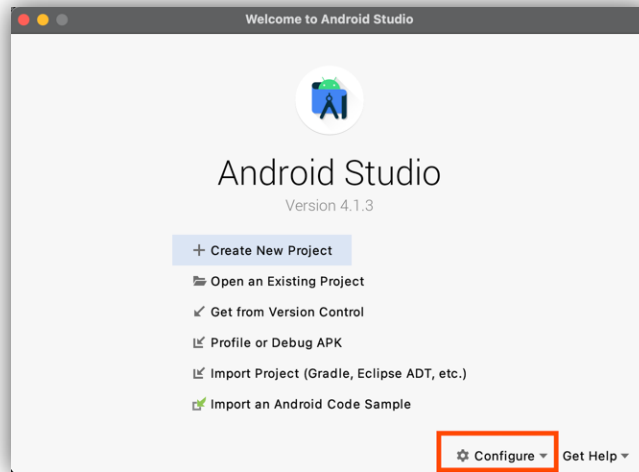 Welcome to Android Studio
Android Studio
Version 4.1.3
Create New Project
Open an Existing Project
Get from Version Control
Profile or Debug APK
Import Project (Gradle, Eclipse ADT, etc.)
Import an Android Code Sample
Configure Get Help